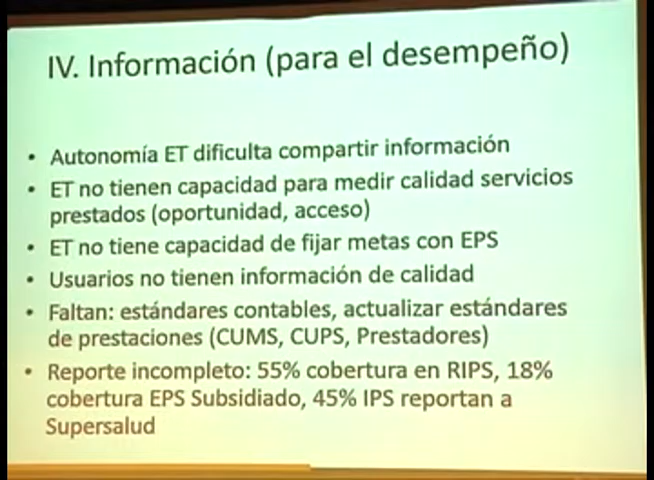 IV. Información (para el desempeño)
• Autonomía ET dificulta compartir información
• ET no tienen capacidad para medir calidad servicios
prestados (oportunidad, acceso)
• ET no tiene capacidad de fijar metas con EPS
• Usuarios no tienen información de calidad
• Faltan: estándares contables, actualizar estándares
de prestaciones (CUMS, CUPS, Prestadores)
• Reporte incompleto: 55% cobertura en RIPS, 18%
cobertura EPS Subsidiado, 45% IPS reportan a
Supersalud